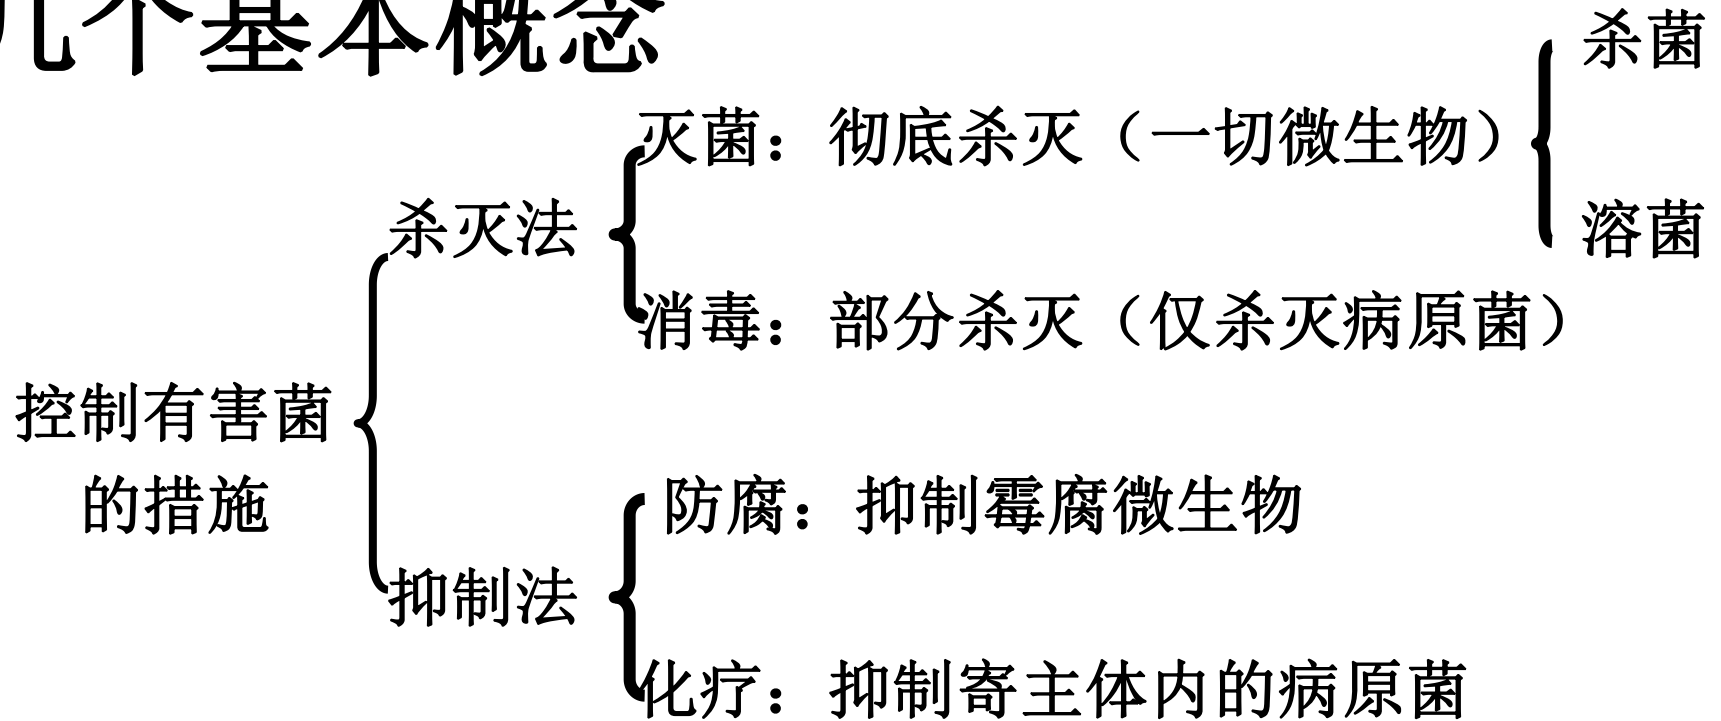 几个基本概念
杀菌
灭菌：彻底杀灭（一切微生物）
杀灭法
溶菌
消毒：部分杀灭（仅杀灭病原菌）
控制有害菌
的措施
防腐：抑制霉腐微生物
抑制法
化疗：抑制寄主体内的病原菌